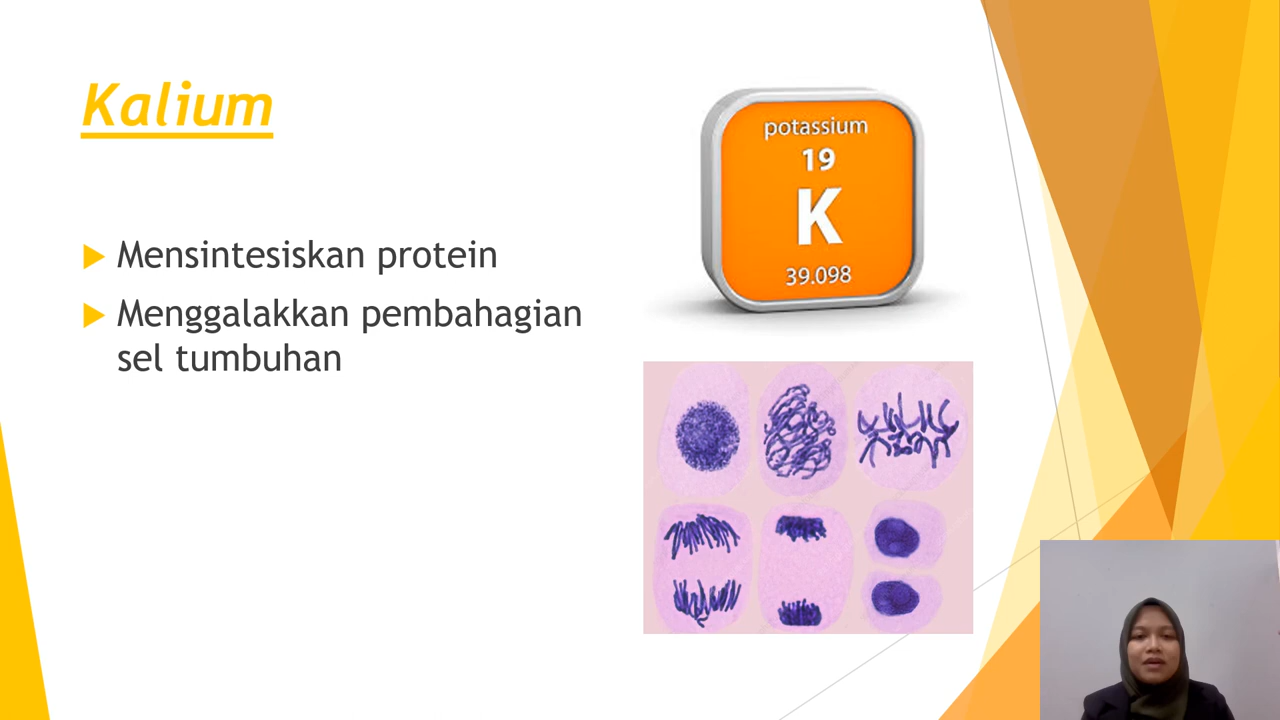 Kalium
Mensintesiskan protein
Menggalakkan pembahagian
sel tumbuhan
potassium
19
K
39.098